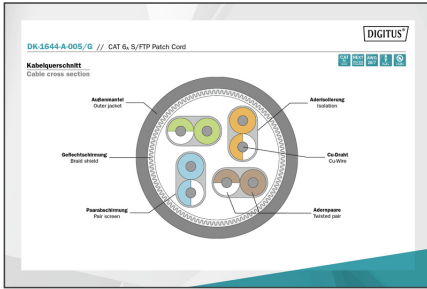 DIGITUS®
DK-1644-A-005/G // CAT 6A S/FTP Patch Cord
Kabelquerschnitt
Cable cross section
Außenmantel
Outer jacket
Geflechtschirmung
Braid shield
Paarabschirmung
Pair screen
Aderisolierung
Isolation
Cu-Draht
Cu-Wire
Aderspaare
Twisted pair